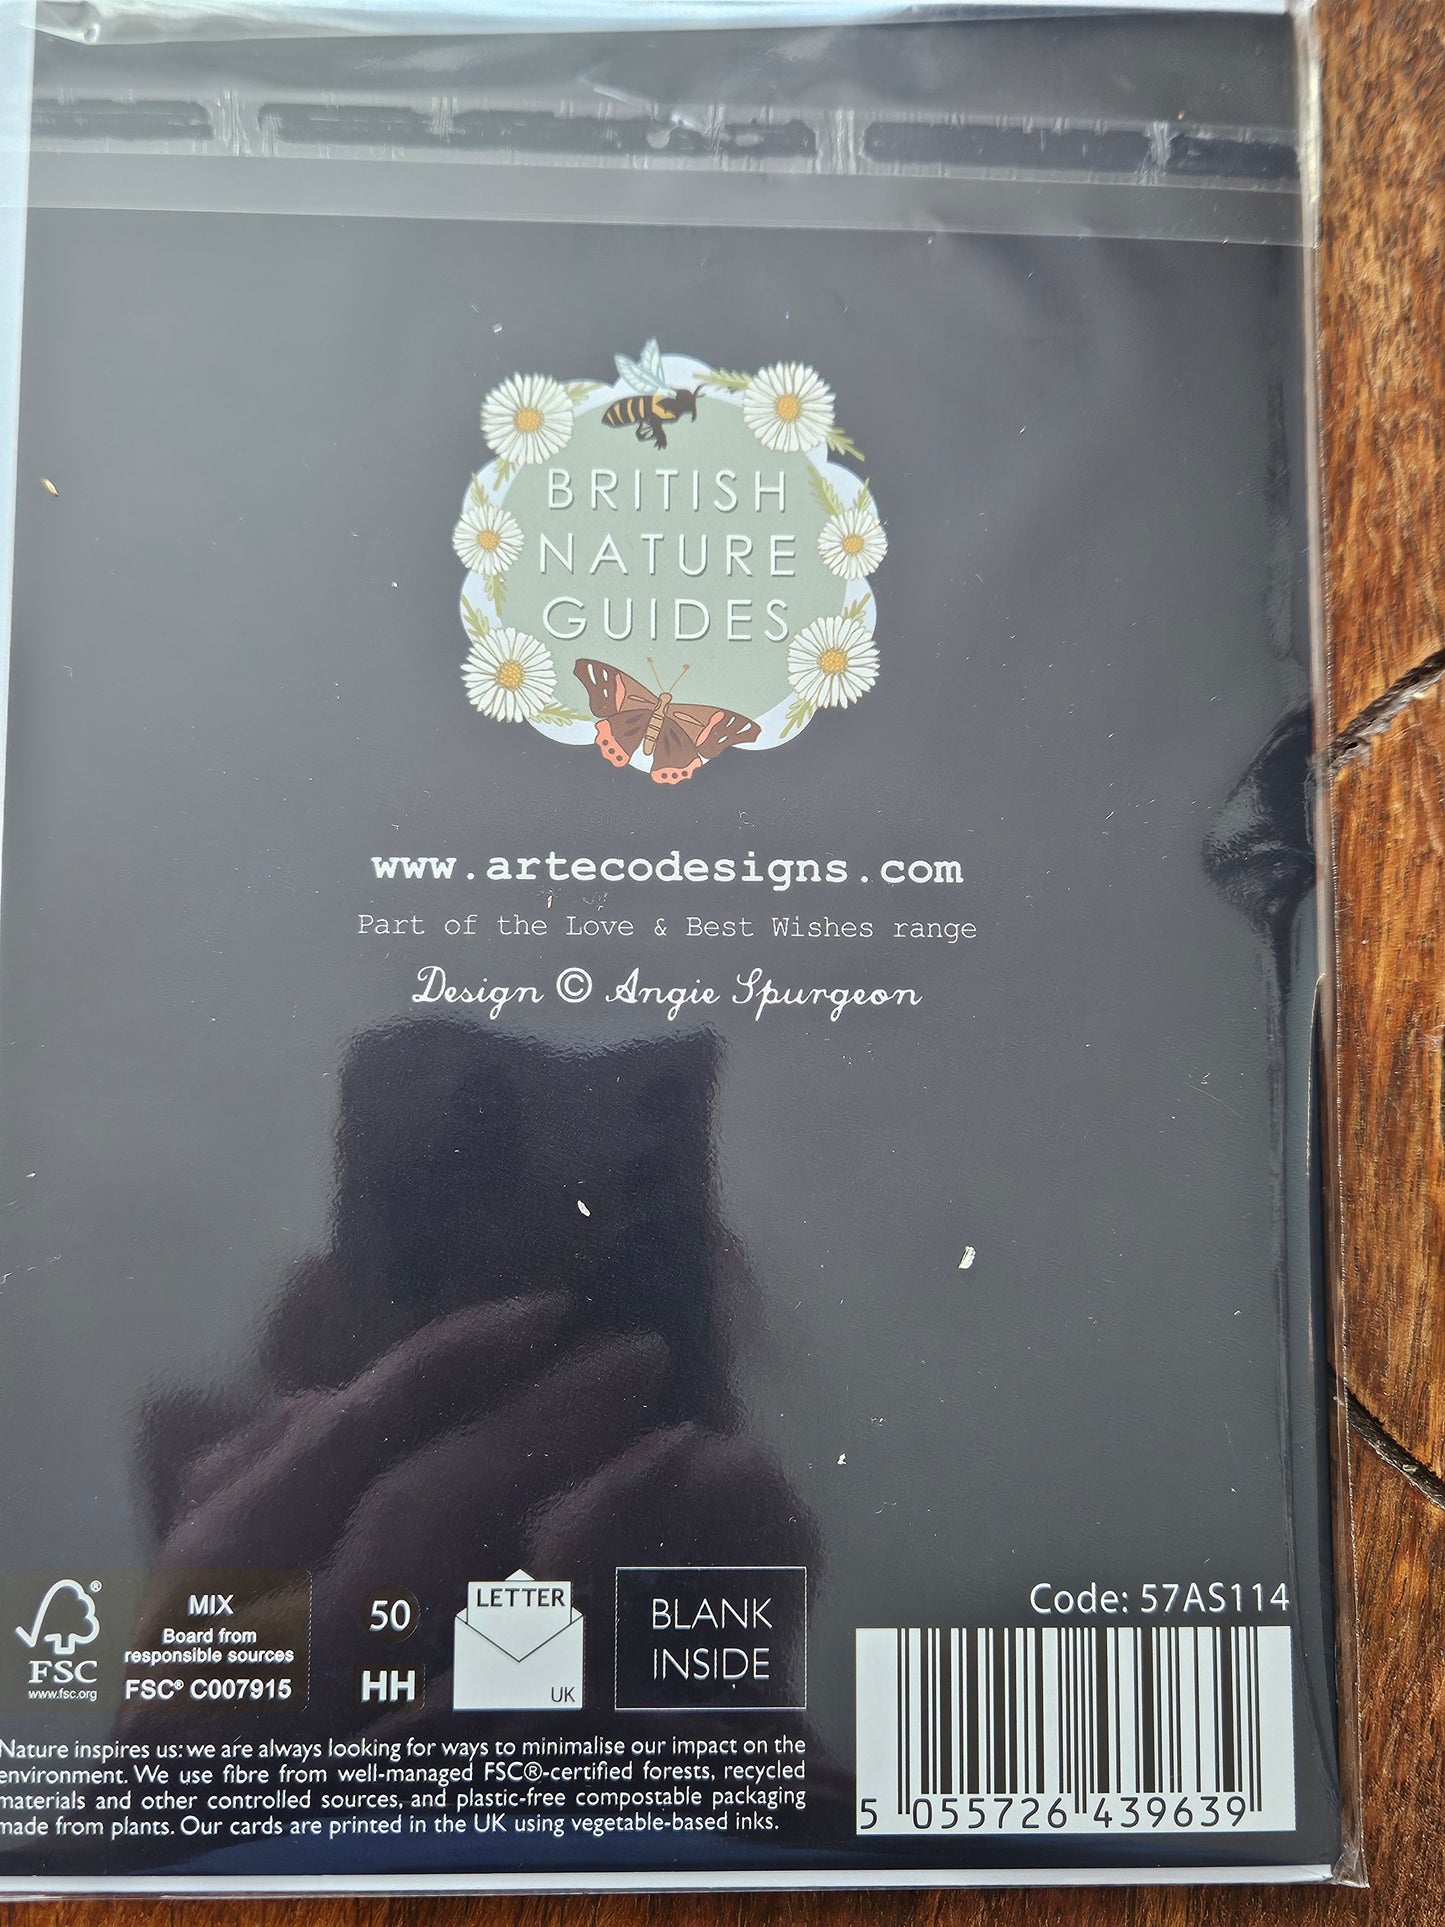 BRITISH
NATURE
GUIDES
www.artecodesigns.com
Part of the Love & Best Wishes range
Design © Angie Spurgeon
®
FSC
www.fsc.org
MIX
Board from
responsible sources
FSC® C007915
50
HH
LETTER
UK
BLANK
INSIDE
Code: 57AS114
5 055726 439639
Nature inspires us: we are always looking for ways to minimalise our impact on the
environment. We use fibre from well-managed FSC®-certified forests, recycled
materials and other controlled sources, and plastic-free compostable packaging
made from plants. Our cards are printed in the UK using vegetable-based inks.